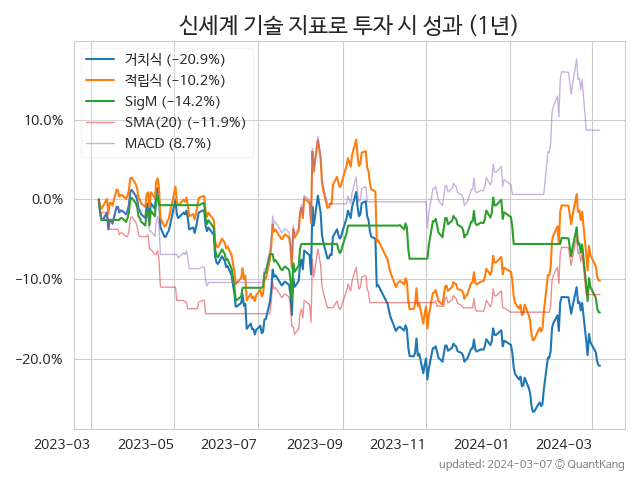 신세계 기술 지표로 투자 시 성과 (1년)
거치식 (−20.9%)
적립식 (−10.2%)
SigM (−14.2%)
SMA(20) (−11.9%)
MACD (8.7%)
10.0%
0.0%
−10.0%
−20.0%
2023-03 2023-05 2023-07 2023-09 2023-11 2024-01 2024-03
updated: 2024-03-07 © QuantKang